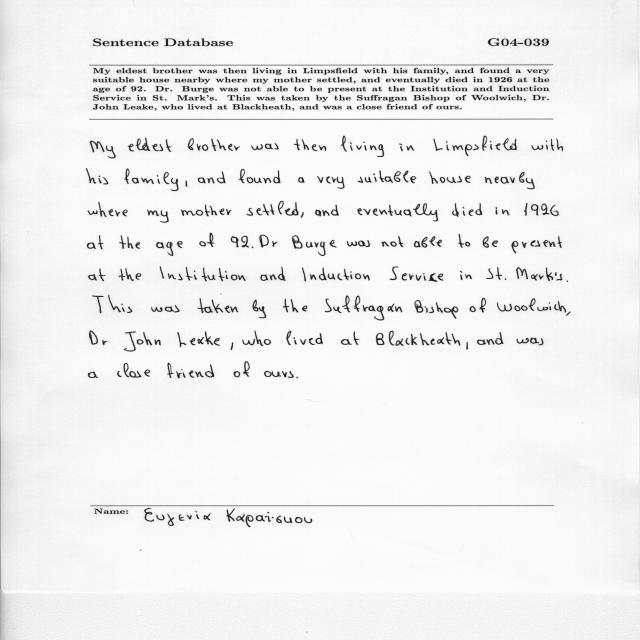 Sentence Database G04-039
My eldest brother was then living in Limpsfield with his family, and found a very
suitable house nearby where my mother settled, and eventually died in 1926 at the
age of 92. Dr. Burge was not able to be present at the Institution and Induction
Service in St. Mark's. This was taken by the Suffragan Bishop of Woolwich, Dr.
John Leake, who lived at Blackheath, and was a close friend of ours.
My eldest brother was then living in Limpsfield with
his family, and found a very suitable house nearby
where my mother settled, and eventually died in 1926
at the age of 92. Dr Burge was not able to be present
at the Institution and Induction Service in St. Mark's.
This was taken by the Suffragan Bishop of Woolwich,
Dr John Leake, who lived at Blackheath, and was
a close friend of ours.
Name: Ευγενία Καραΐσκου